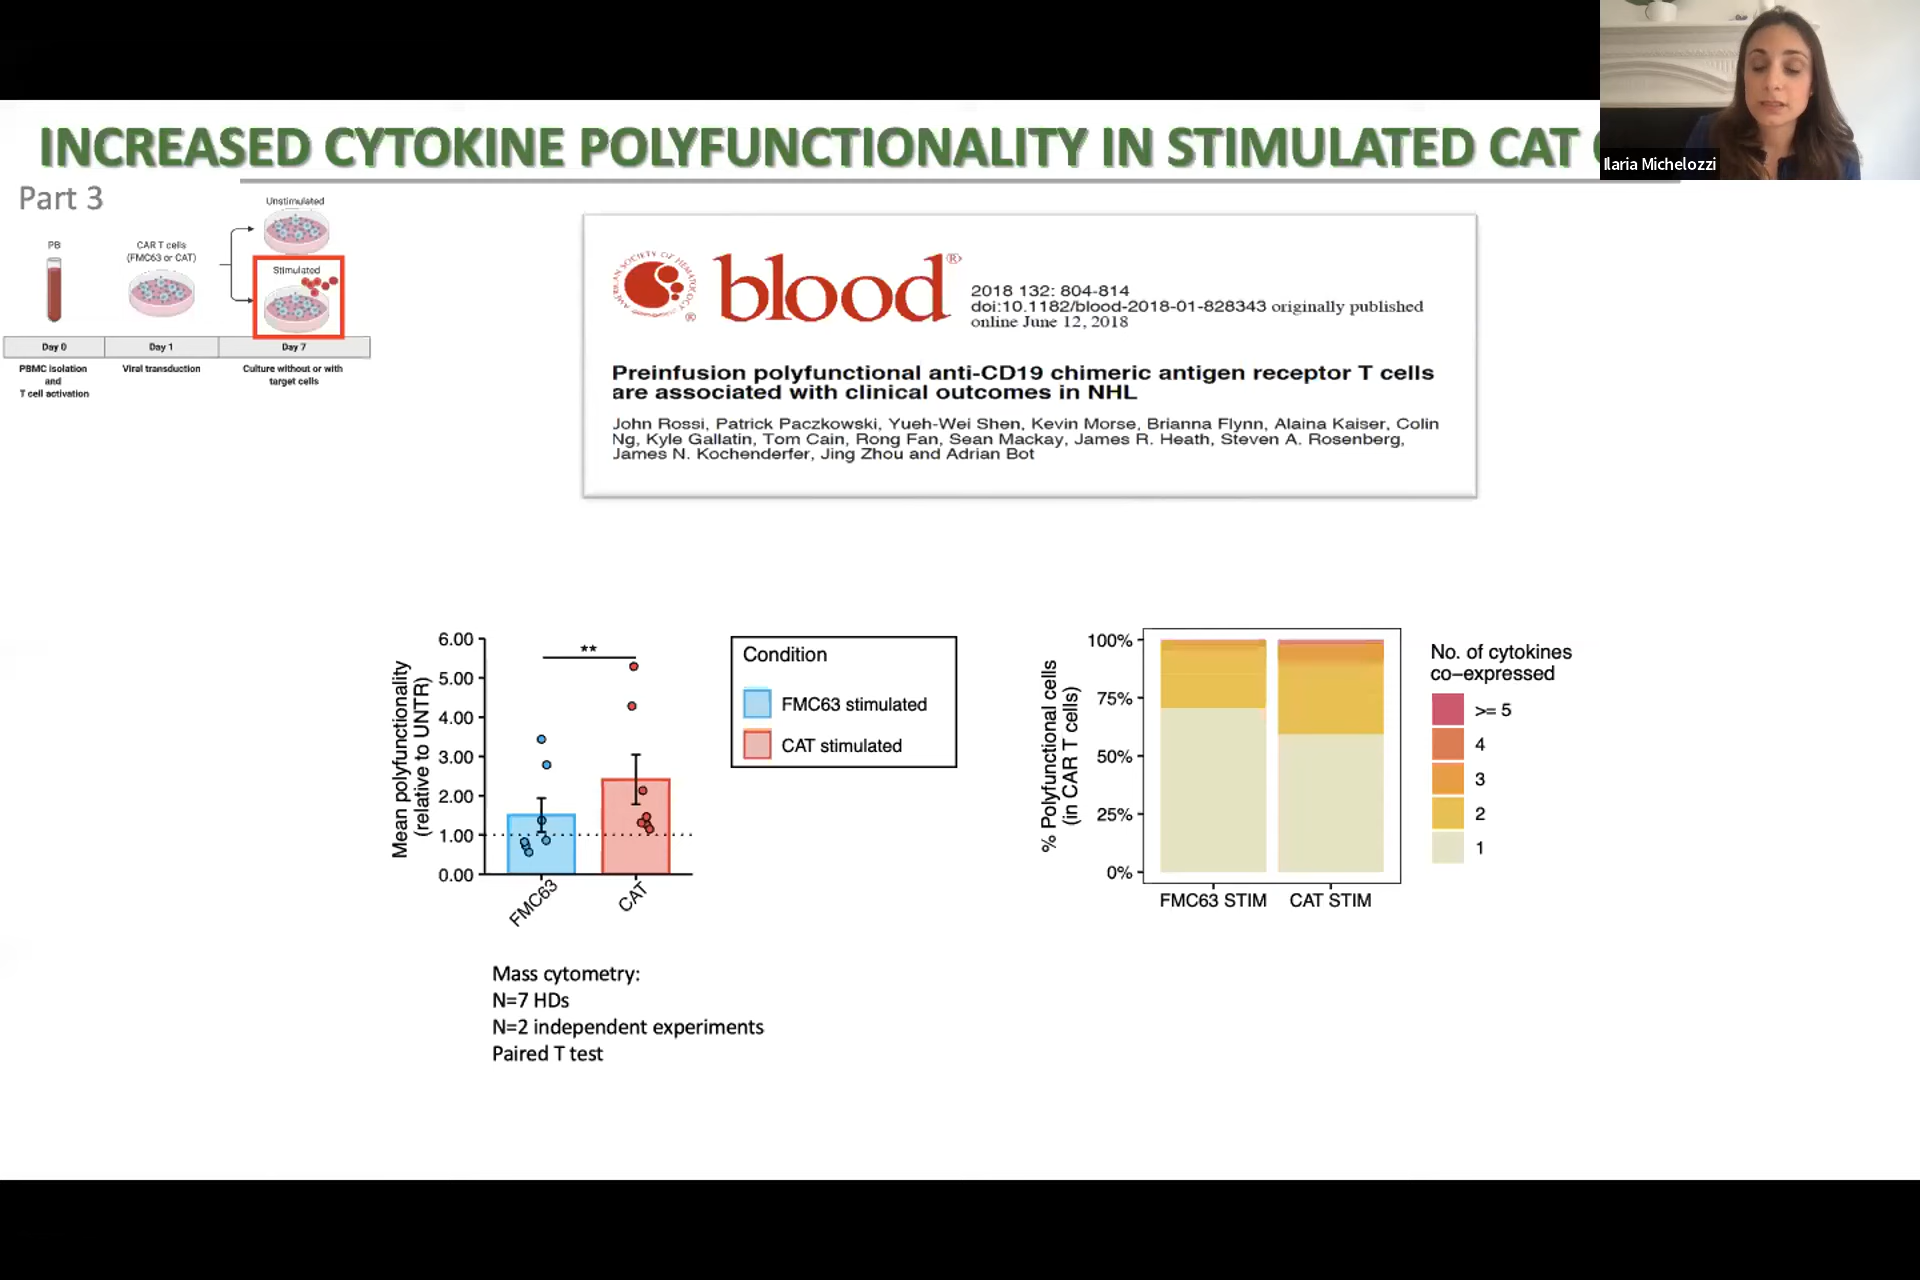 INCREASED CYTOKINE POLYFUNCTIONALITY IN STIMULATED CAT
Ilaria Michelozzi
Part 3
Unstimulated
PB
CAR T cells
(FMC63 or CAT)
Stimulated
Day 0
Day 1
Day 7
PBMC isolation
and
T cell activation
Viral transduction
Culture without or with
target cells
AMERICAN SOCIETY OF HEMATOLOGY
®
blood®
2018 132: 804-814
doi:10.1182/blood-2018-01-828343 originally published
online June 12, 2018
Preinfusion polyfunctional anti-CD19 chimeric antigen receptor T cells
are associated with clinical outcomes in NHL
John Rossi, Patrick Paczkowski, Yueh-Wei Shen, Kevin Morse, Brianna Flynn, Alaina Kaiser, Colin
Ng, Kyle Gallatin, Tom Cain, Rong Fan, Sean Mackay, James R. Heath, Steven A. Rosenberg,
James N. Kochenderfer, Jing Zhou and Adrian Bot
Mean polyfunctionality
(relative to UNTR)
6.00
5.00
4.00
3.00
2.00
1.00
0.00
**
FMC63
CAT
Condition
FMC63 stimulated
CAT stimulated
% Polyfunctional cells
(in CAR T cells)
100%
75%
50%
25%
0%
FMC63 STIM
CAT STIM
No. of cytokines
co-expressed
>= 5
4
3
2
1
Mass cytometry:
N=7 HDs
N=2 independent experiments
Paired T test